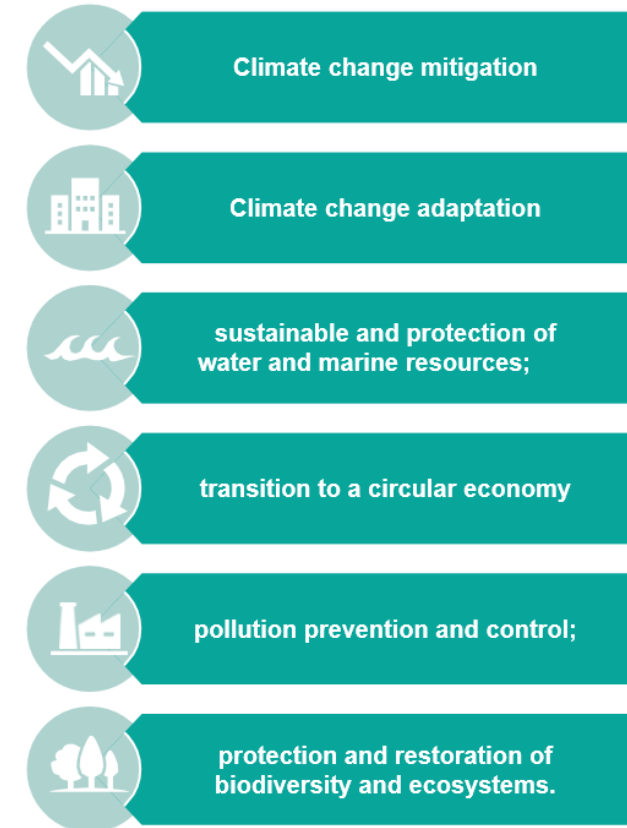 Climate change mitigation
Climate change adaptation
sustainable and protection of
water and marine resources;
transition to a circular economy
pollution prevention and control;
protection and restoration of
biodiversity and ecosystems.